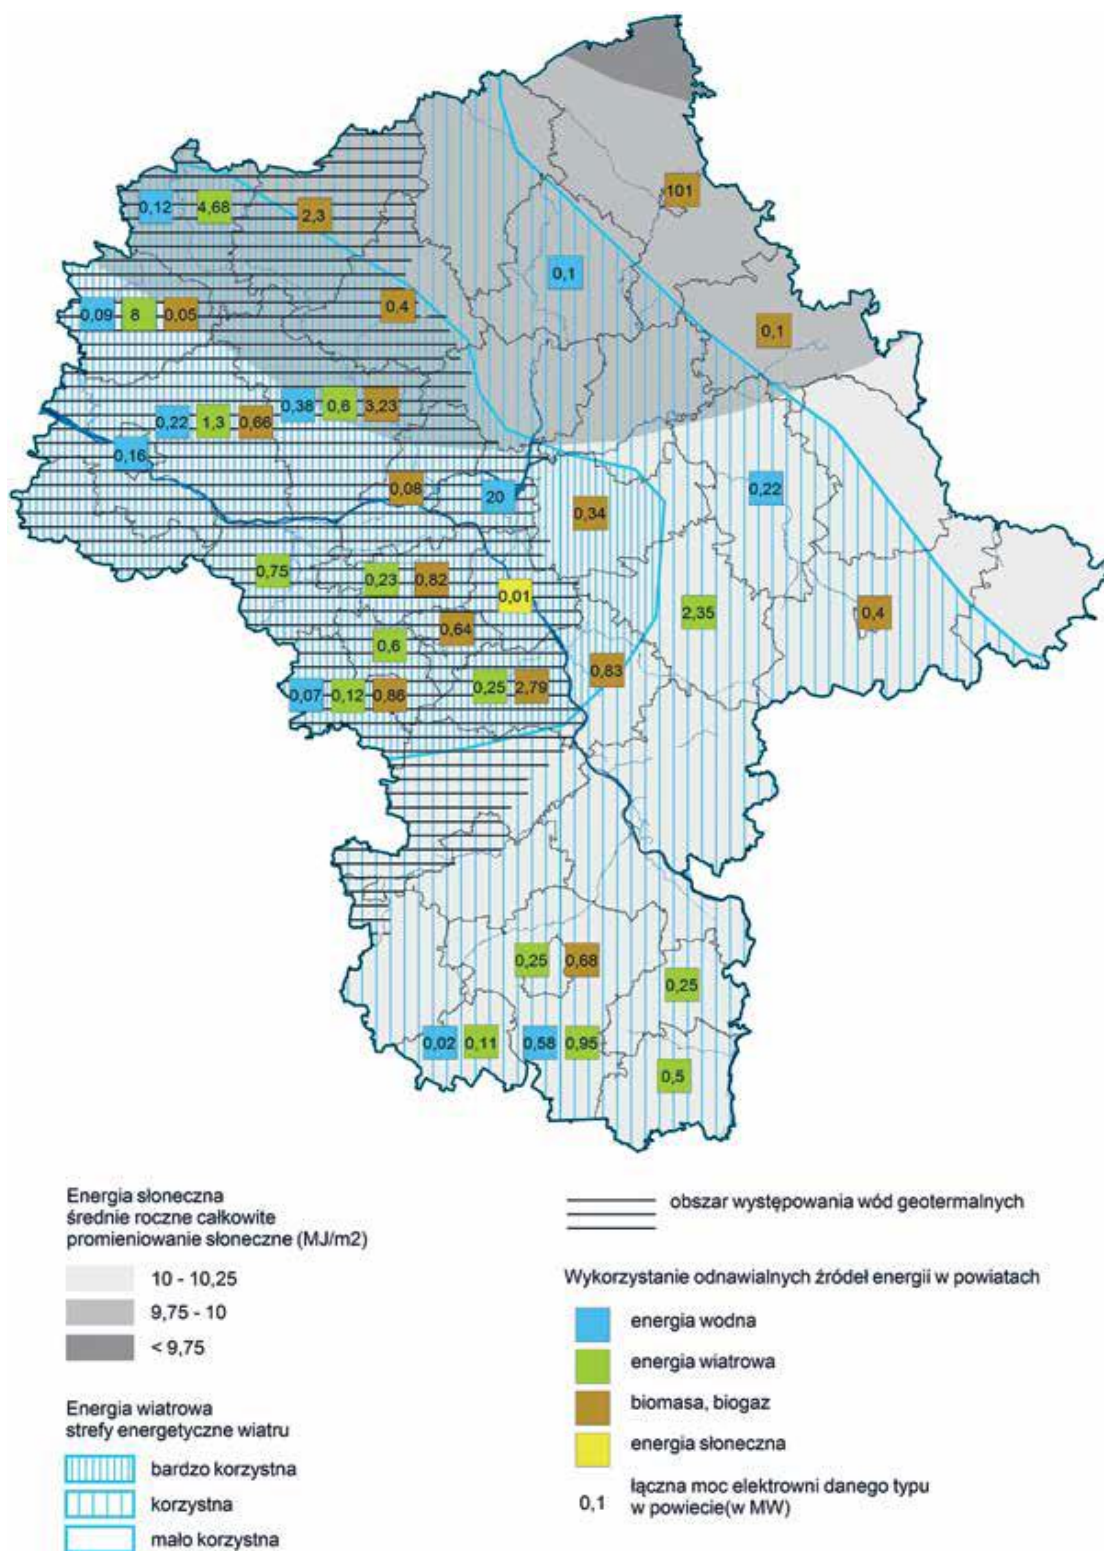 101
0,12 4,68 2,3
0,1
0,4
0,09 8 0,05
0,1
0,38 0,6 3,23
0,22 1,3 0,66
0,16
0,08 20 0,22
0,34
0,75 0,23 0,82
0,01
2,35 0,4
0,64
0,6
0,83
0,07 0,12 0,86 0,25 2,79
0,25 0,68
0,25
0,02 0,11 0,58 0,95
0,5
Energia słoneczna
średnie roczne całkowite
promieniowanie słoneczne (MJ/m2)
10 - 10,25
9,75 - 10
< 9,75
Energia wiatrowa
strefy energetyczne wiatru
bardzo korzystna
korzystna
mało korzystna
obszar występowania wód geotermalnych
Wykorzystanie odnawialnych źródeł energii w powiatach
energia wodna
energia wiatrowa
biomasa, biogaz
energia słoneczna
0,1 łączna moc elektrowni danego typu
w powiecie(w MW)